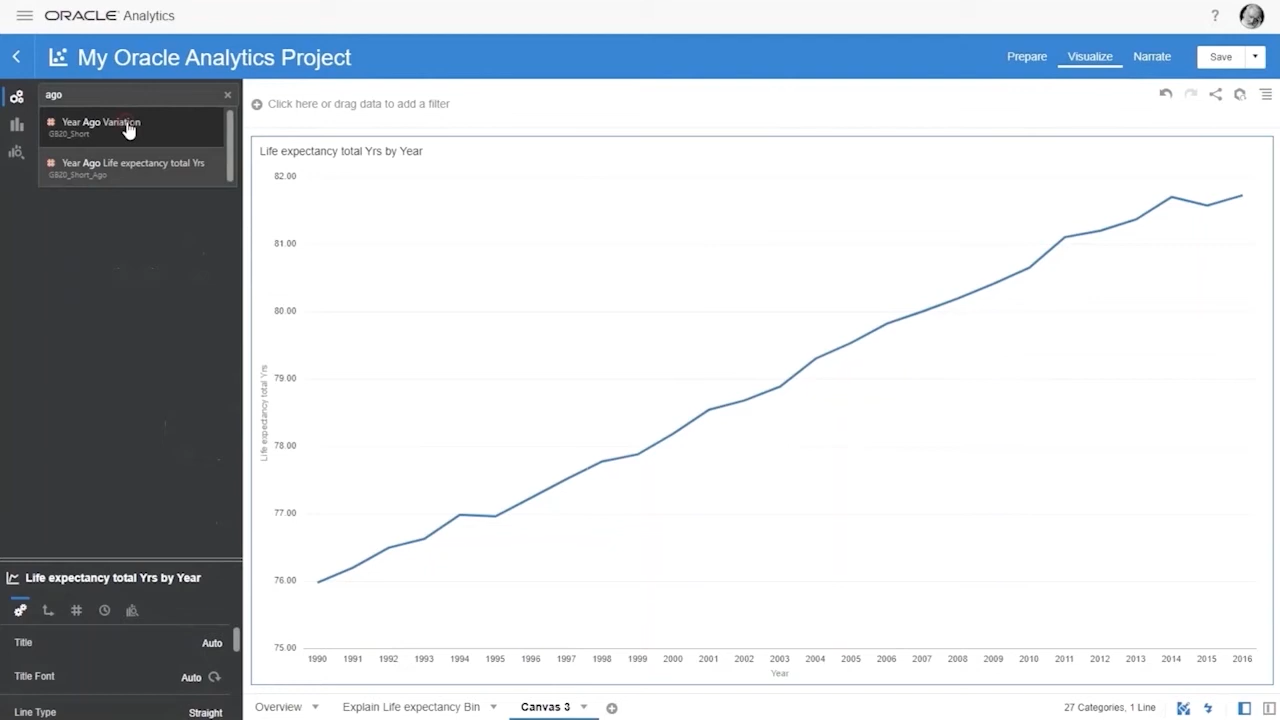 ORACLE Analytics
?
My Oracle Analytics Project
Prepare Visualize Narrate Save
ago
Year Ago Variation
GB20_Short
Year Ago Life expectancy total Yrs
GB20_Short_Ago
Click here or drag data to add a filter
Life expectancy total Yrs by Year
82.00
81.00
80.00
79.00
78.00
77.00
76.00
75.00
Life expectancy total Yrs
1990 1991 1992 1993 1994 1995 1996 1997 1998 1999 2000 2001 2002 2003 2004 2005 2006 2007 2008 2009 2010 2011 2012 2013 2014 2015 2016
Year
Life expectancy total Yrs by Year
Title Auto
Title Font Auto
Line Type Straight
Overview Explain Life expectancy Bin Canvas 3
27 Categories, 1 Line